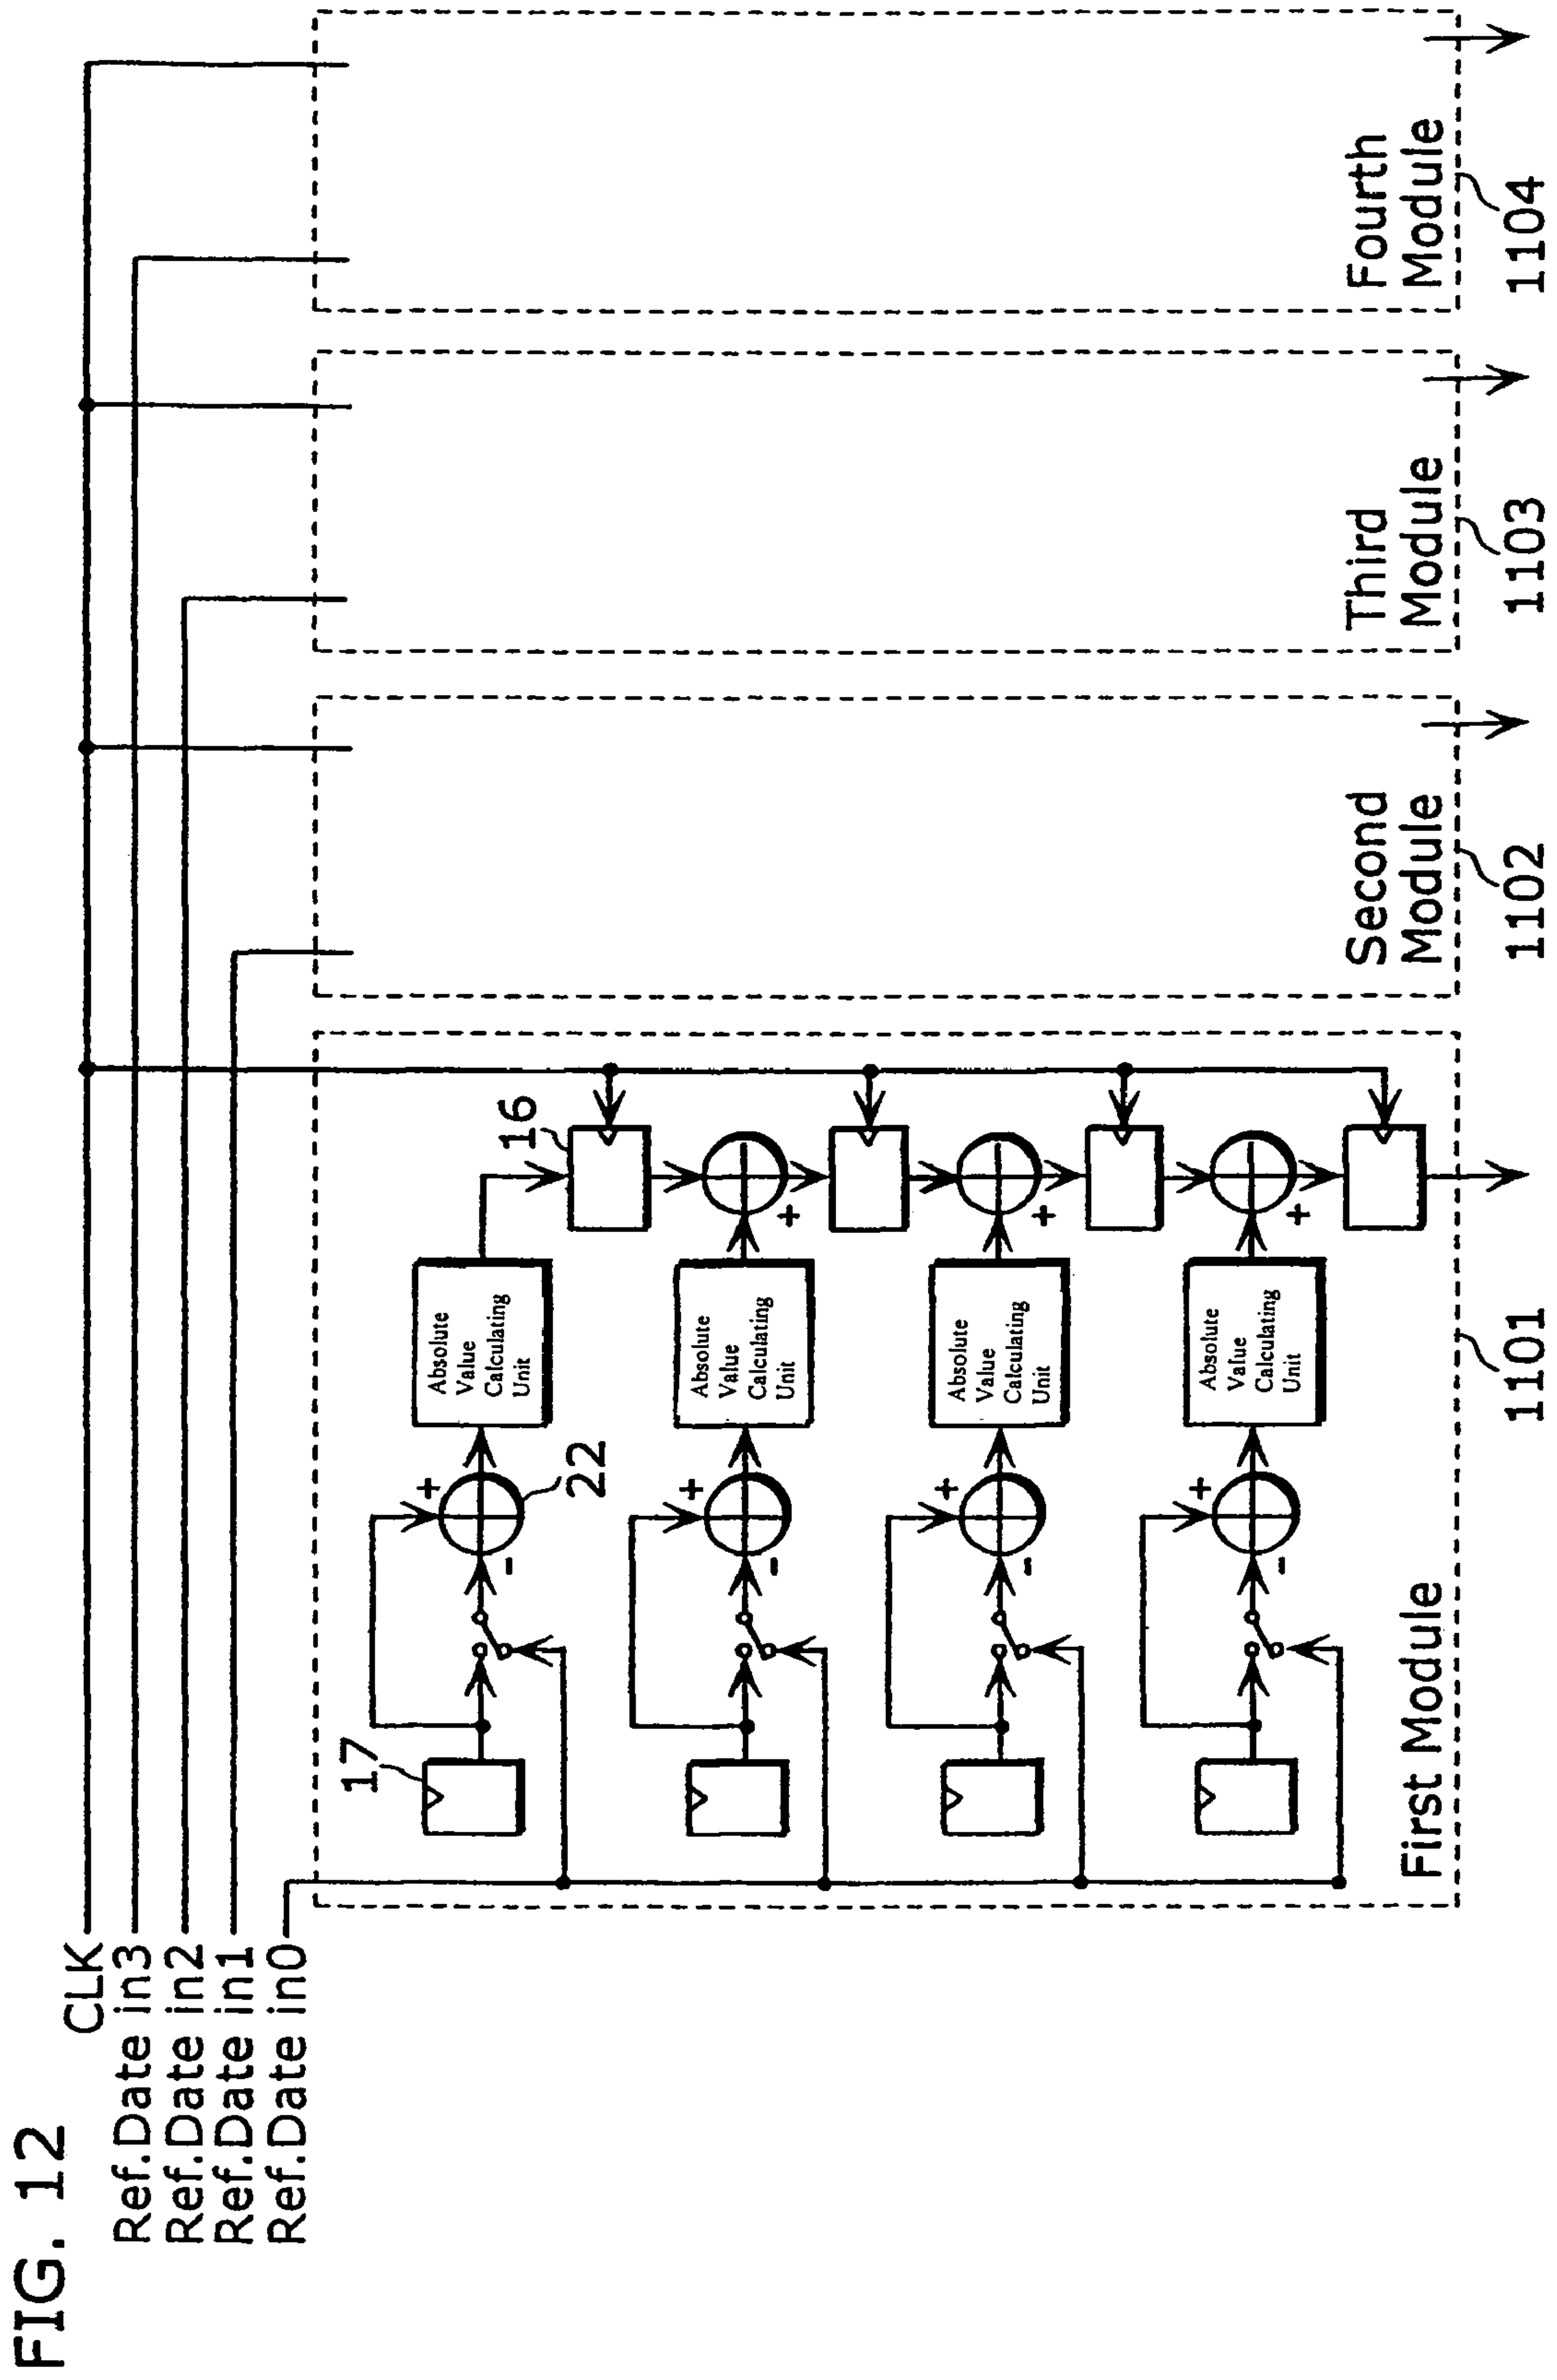 FIG. 12
CLK
Ref.Date in3
Ref.Date in2
Ref.Date in1
Ref.Date in0
17
22
16
+
-
Absolute
Value
Calculating
Unit
+
+
-
Absolute
Value
Calculating
Unit
+
+
-
Absolute
Value
Calculating
Unit
+
+
-
Absolute
Value
Calculating
Unit
First Module
1101
Second
Module
1102
Third
Module
1103
Fourth
Module
1104